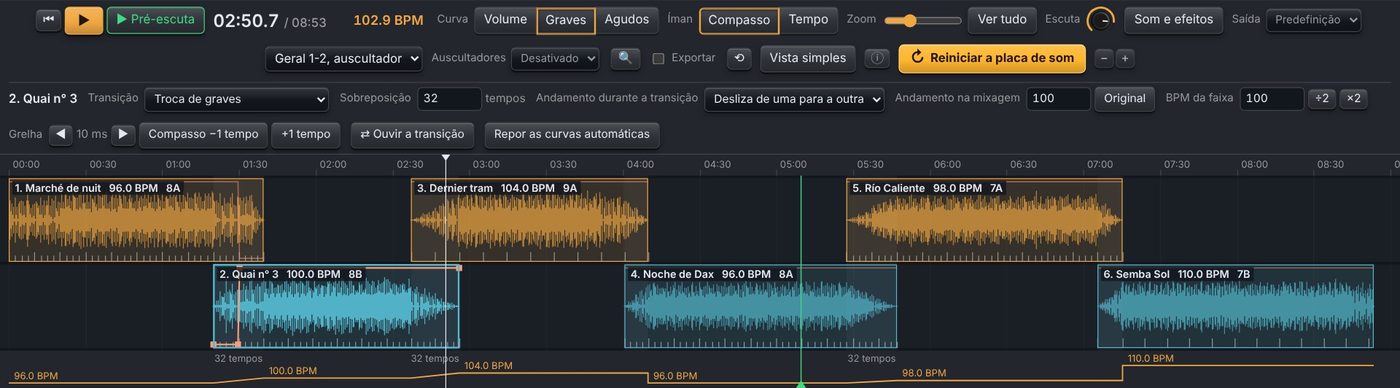 Pré-escuta 02:50.7 / 08:53 102.9 BPM Curva Volume Graves Agudos Íman Compasso Tempo Zoom Ver tudo Escuta Som e efeitos Saída Predefinição
Geral 1-2, auscultador Auscultadores Desativado Exportar Vista simples Reiniciar a placa de som − +
2. Quai n° 3 Transição Troca de graves Sobreposição 32 tempos Andamento durante a transição Desliza de uma para a outra Andamento na mixagem 100 Original BPM da faixa 100 ÷2 ×2
Grelha 10 ms Compasso −1 tempo +1 tempo ⇄ Ouvir a transição Repor as curvas automáticas
00:00 00:30 01:00 01:30 02:00 02:30 03:00 03:30 04:00 04:30 05:00 05:30 06:00 06:30 07:00 07:30 08:00 08:30
1. Marché de nuit 96.0 BPM 8A 3. Dernier tram 104.0 BPM 9A 5. Río Caliente 98.0 BPM 7A
2. Quai n° 3 100.0 BPM 8B 4. Noche de Dax 96.0 BPM 8A 6. Semba Sol 110.0 BPM 7B
32 tempos 32 tempos 32 tempos
96.0 BPM 100.0 BPM 104.0 BPM 96.0 BPM 98.0 BPM 110.0 BPM